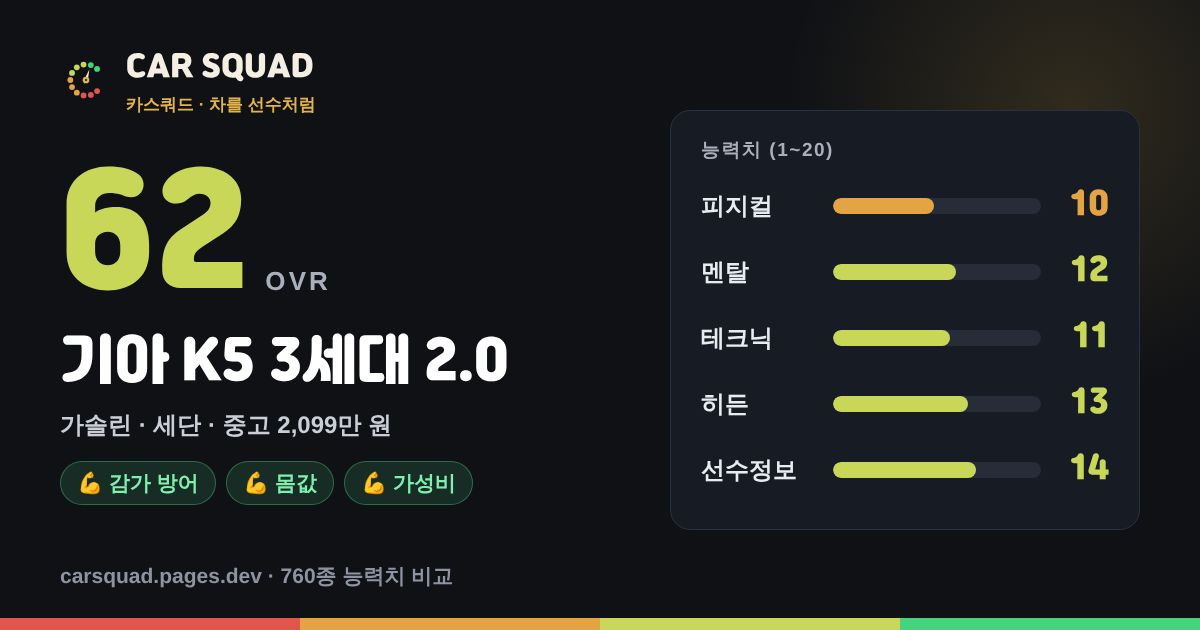 CAR SQUAD
카스쿼드 · 차를 선수처럼
62 OVR
기아 K5 3세대 2.0
가솔린 · 세단 · 중고 2,099만 원
💪 감가 방어 💪 몸값 💪 가성비
carsquad.pages.dev · 760종 능력치 비교
능력치 (1~20)
피지컬 10
멘탈 12
테크닉 11
히든 13
선수정보 14